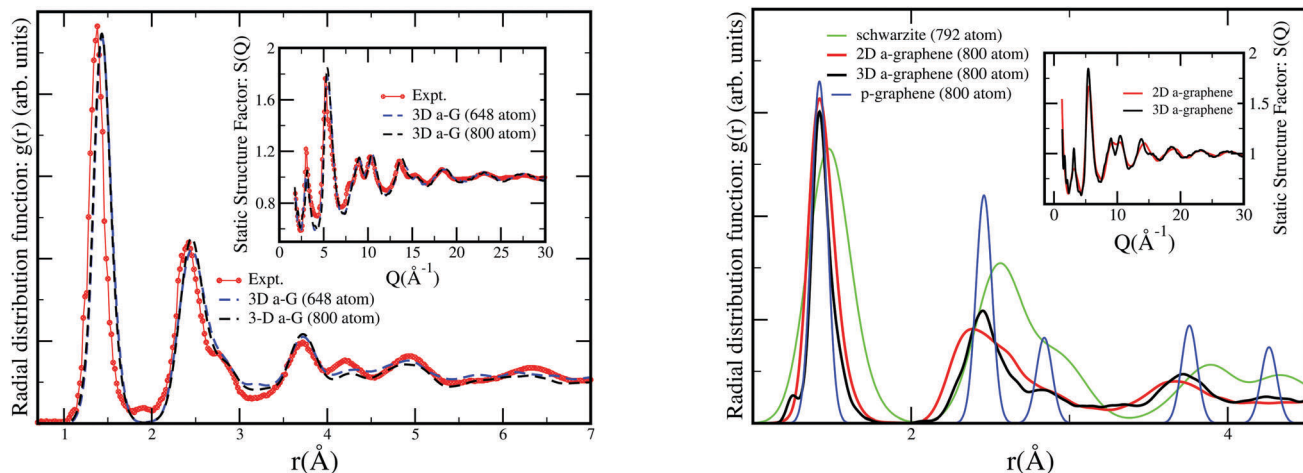 Radial distribution function: g(r) (arb. units)
Static Structure Factor: S(Q)
2
1.6
1.2
0.8
Expt.
3D a-G (648 atom)
3D a-G (800 atom)
0 5 10 15 20 25 30
Q(Å-1)
Expt.
3D a-G (648 atom)
3-D a-G (800 atom)
1 2 3 4 5 6 7
r(Å)
Radial distribution function: g(r) (arb. units)
schwarzite (792 atom)
2D a-graphene (800 atom)
3D a-graphene (800 atom)
p-graphene (800 atom)
2D a-graphene
3D a-graphene
2
1.5
1
Static Structure Factor: S(Q)
0 10 20 30
Q(Å-1)
2 4
r(Å)